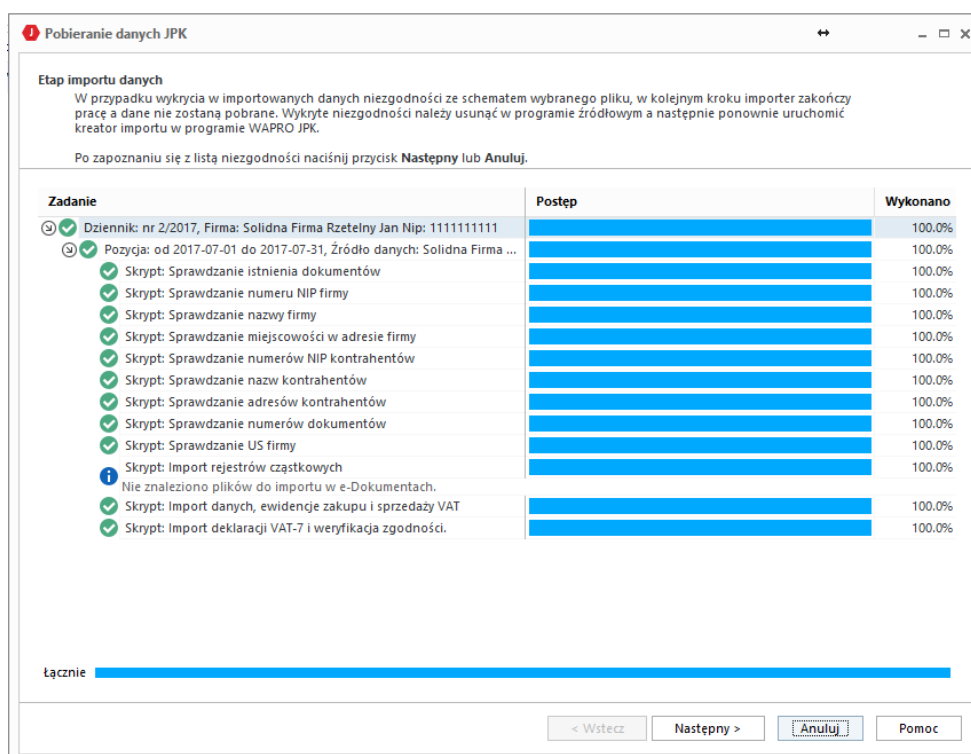 Pobieranie danych JPK
Etap importu danych
W przypadku wykrycia w importowanych danych niezgodności ze schematem wybranego pliku, w kolejnym kroku importer zakończy
pracę a dane nie zostaną pobrane. Wykryte niezgodności należy usunąć w programie źródłowym a następnie ponownie uruchomić
kreator importu w programie WAPRO JPK.
Po zapoznaniu się z listą niezgodności naciśnij przycisk Następny lub Anuluj.
Zadanie Postęp Wykonano
Dziennik: nr 2/2017, Firma: Solidna Firma Rzetelny Jan Nip: 1111111111 100.0%
Pozycja: od 2017-07-01 do 2017-07-31, Źródło danych: Solidna Firma ... 100.0%
Skrypt: Sprawdzanie istnienia dokumentów 100.0%
Skrypt: Sprawdzanie numeru NIP firmy 100.0%
Skrypt: Sprawdzanie nazwy firmy 100.0%
Skrypt: Sprawdzanie miejscowości w adresie firmy 100.0%
Skrypt: Sprawdzanie numerów NIP kontrahentów 100.0%
Skrypt: Sprawdzanie nazw kontrahentów 100.0%
Skrypt: Sprawdzanie adresów kontrahentów 100.0%
Skrypt: Sprawdzanie numerów dokumentów 100.0%
Skrypt: Sprawdzanie US firmy 100.0%
Skrypt: Import rejestrów cząstkowych 100.0%
Nie znaleziono plików do importu w e-Dokumentach.
Skrypt: Import danych, ewidencje zakupu i sprzedaży VAT 100.0%
Skrypt: Import deklaracji VAT-7 i weryfikacja zgodności. 100.0%
Łącznie
< Wstecz Następny > Anuluj Pomoc